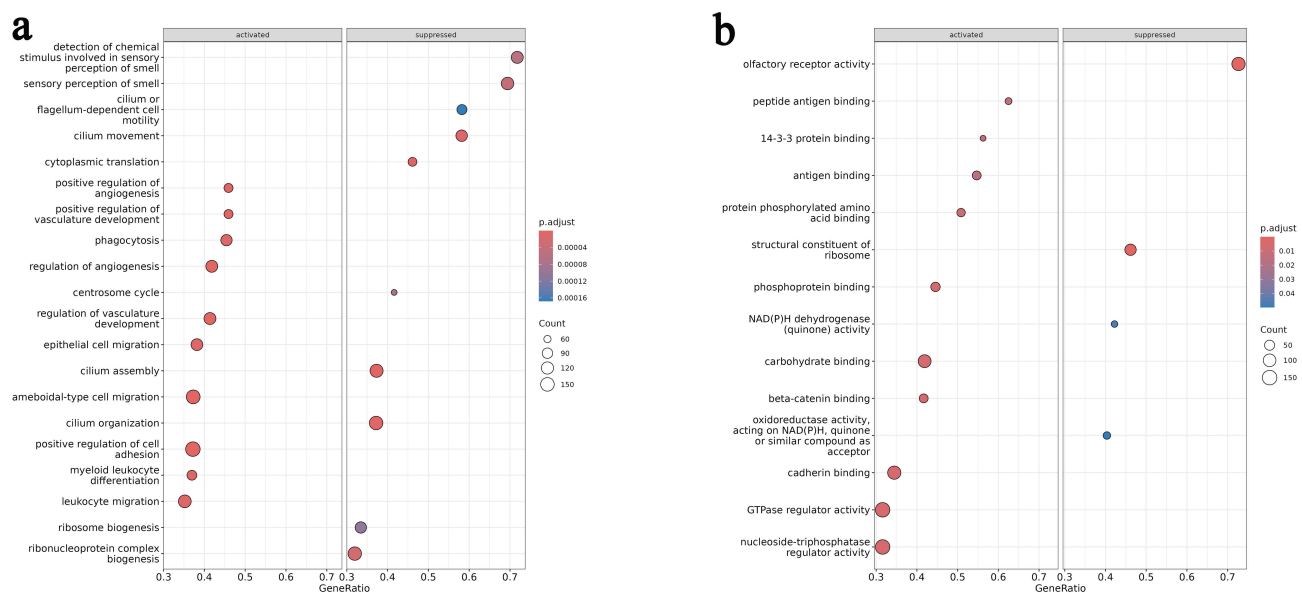 a
activated
suppressed
detection of chemical
stimulus involved in sensory
perception of smell
sensory perception of smell
cilium or
flagellum-dependent cell
motility
cilium movement
cytoplasmic translation
positive regulation of
angiogenesis
positive regulation of
vasculature development
phagocytosis
regulation of angiogenesis
centrosome cycle
regulation of vasculature
development
epithelial cell migration
cilium assembly
ameboidal-type cell migration
cilium organization
positive regulation of cell
adhesion
myeloid leukocyte
differentiation
leukocyte migration
ribosome biogenesis
ribonucleoprotein complex
biogenesis
0.3 0.4 0.5 0.6 0.7 0.3 0.4 0.5 0.6 0.7
GeneRatio
p.adjust
0.00004
0.00008
0.00012
0.00016
Count
60
90
120
150
b
activated
suppressed
olfactory receptor activity
peptide antigen binding
14-3-3 protein binding
antigen binding
protein phosphorylated amino
acid binding
structural constituent of
ribosome
phosphoprotein binding
NAD(P)H dehydrogenase
(quinone) activity
carbohydrate binding
beta-catenin binding
oxidoreductase activity,
acting on NAD(P)H, quinone
or similar compound as
acceptor
cadherin binding
GTPase regulator activity
nucleoside-triphosphatase
regulator activity
0.3 0.4 0.5 0.6 0.7 0.3 0.4 0.5 0.6 0.7
GeneRatio
p.adjust
0.01
0.02
0.03
0.04
Count
50
100
150